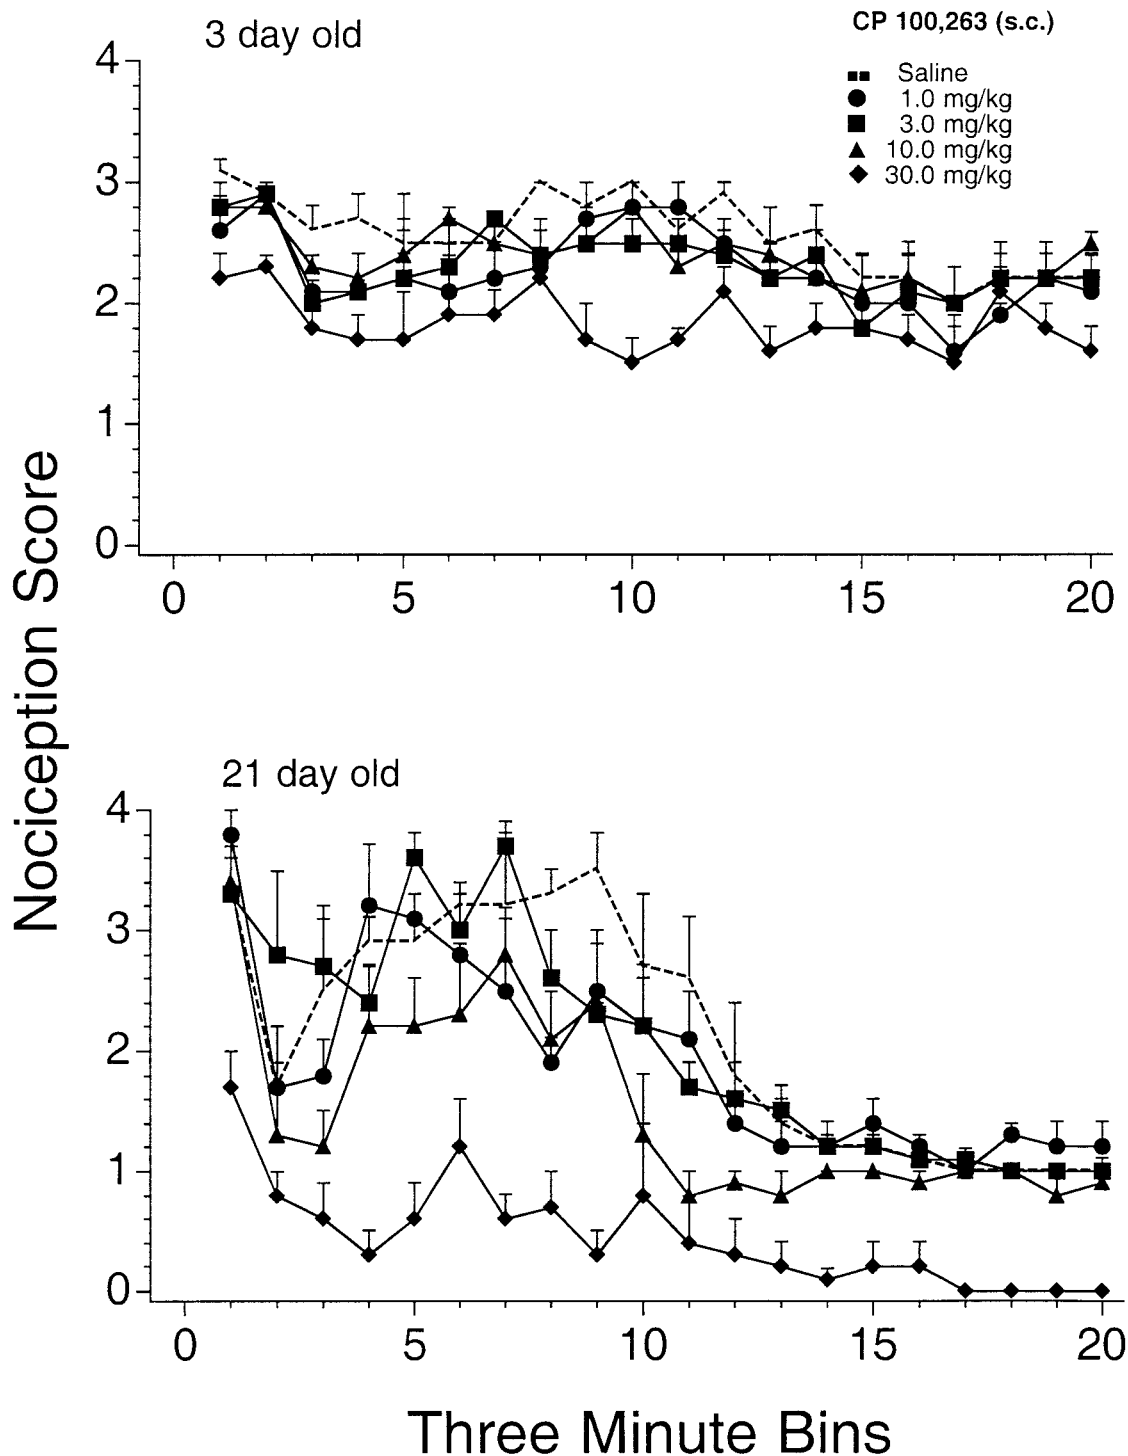 3 day old
CP 100,263 (s.c.)
Saline
1.0 mg/kg
3.0 mg/kg
10.0 mg/kg
30.0 mg/kg
4
3
2
1
0
0 5 10 15 20
Nociception Score
21 day old
4
3
2
1
0
0 5 10 15 20
Three Minute Bins